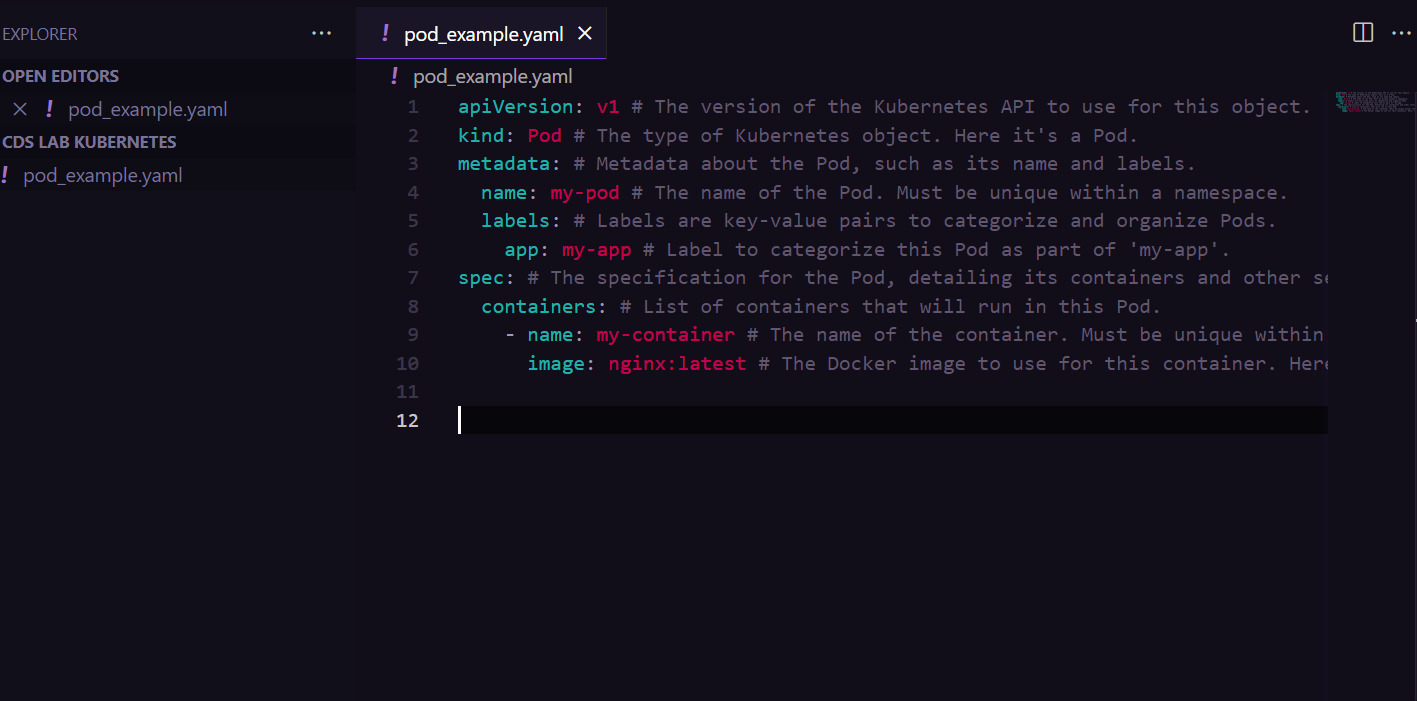 EXPLORER
OPEN EDITORS
pod_example.yaml
CDS LAB KUBERNETES
! pod_example.yaml
! pod_example.yaml
! pod_example.yaml
1 apiVersion: v1 # The version of the Kubernetes API to use for this object.
2 kind: Pod # The type of Kubernetes object. Here it's a Pod.
3 metadata: # Metadata about the Pod, such as its name and labels.
4 name: my-pod # The name of the Pod. Must be unique within a namespace.
5 labels: # Labels are key-value pairs to categorize and organize Pods.
6 app: my-app # Label to categorize this Pod as part of 'my-app'.
7 spec: # The specification for the Pod, detailing its containers and other se
8 containers: # List of containers that will run in this Pod.
9 - name: my-container # The name of the container. Must be unique within
10 image: nginx:latest # The Docker image to use for this container. Here
11
12